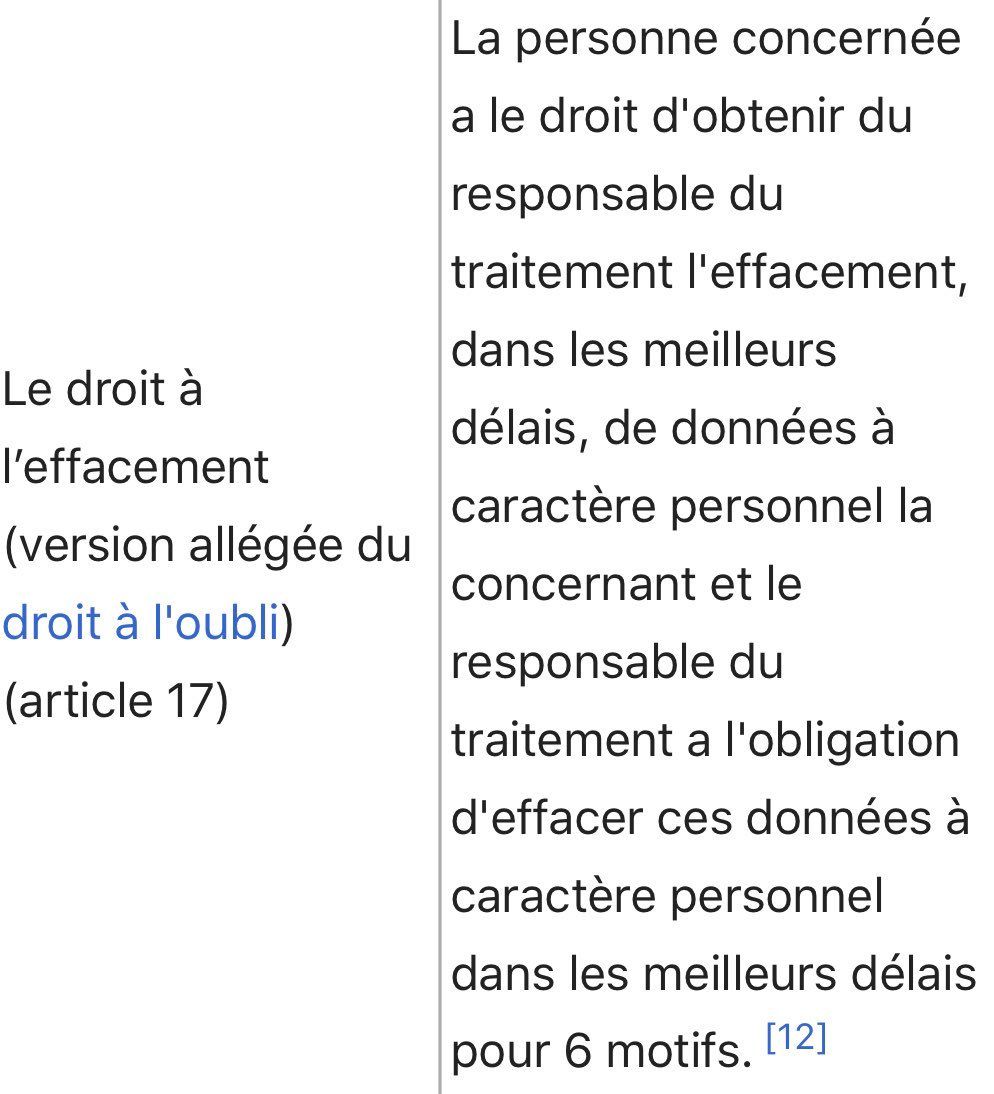 Le droit à
l’effacement
(version allégée du
droit à l'oubli)
(article 17)
La personne concernée
a le droit d'obtenir du
responsable du
traitement l'effacement,
dans les meilleurs
délais, de données à
caractère personnel la
concernant et le
responsable du
traitement a l'obligation
d'effacer ces données à
caractère personnel
dans les meilleurs délais
pour 6 motifs. [12]